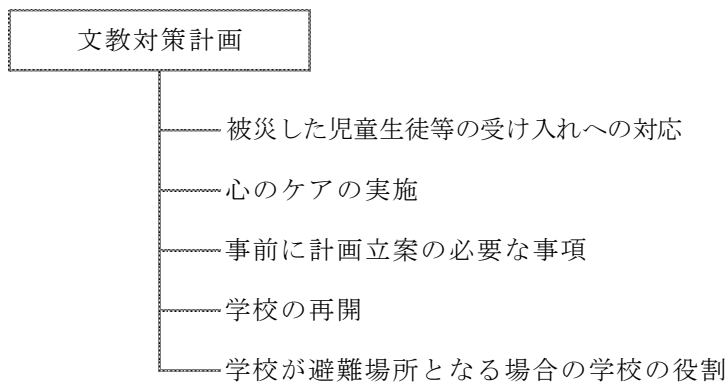 文教対策計画
被災した児童生徒等の受け入れへの対応
心のケアの実施
事前に計画立案の必要な事項
学校の再開
学校が避難場所となる場合の学校の役割